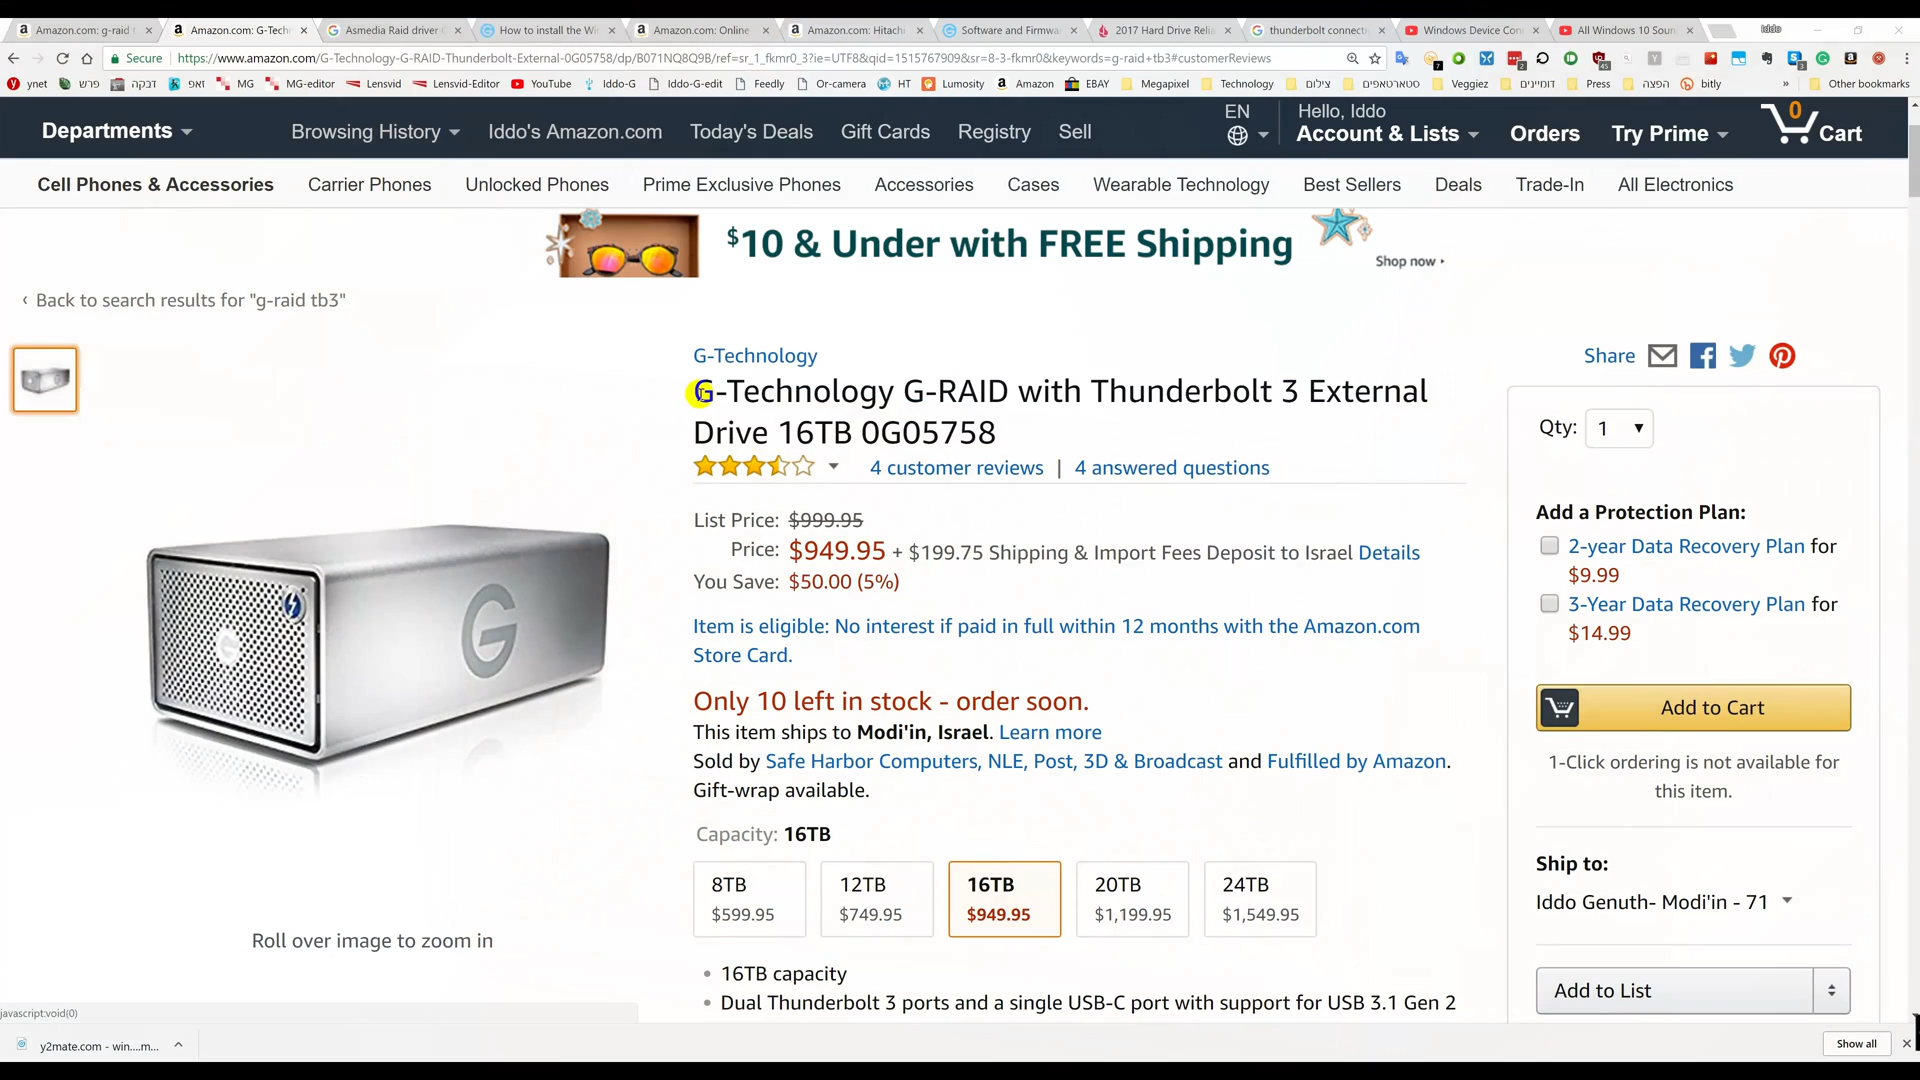 Amazon.com: g-raid
Amazon.com: G-Tech
Asmedia Raid driver
How to install the Wi
Amazon.com: Online
Amazon.com: Hitachi
Software and Firmwa
2017 Hard Drive Relia
thunderbolt connecti
Windows Device Con
All Windows 10 Soun
Iddo
Secure https://www.amazon.com/G-Technology-G-RAID-Thunderbolt-External-0G05758/dp/B071NQ8Q9B/ref=sr_1_fkmr0_3?ie=UTF8&qid=1515767909&sr=8-3-fkmr0&keywords=g-raid+tb3#customerReviews
ynet פרש דבקה זאפ MG MG-editor Lensvid Lensvid-Editor YouTube Iddo-G Iddo-G-edit Feedly Or-camera HT Lumosity Amazon EBAY Megapixel Technology צילום סטארטאפים Veggiez דומיינים Press הפצה bitly » Other bookmarks
Departments Browsing History Iddo's Amazon.com Today's Deals Gift Cards Registry Sell EN Hello, Iddo
Account & Lists Orders Try Prime 0 Cart
Cell Phones & Accessories Carrier Phones Unlocked Phones Prime Exclusive Phones Accessories Cases Wearable Technology Best Sellers Deals Trade-In All Electronics
$10 & Under with FREE Shipping
Shop now ›
‹ Back to search results for "g-raid tb3"
G-Technology
G-Technology G-RAID with Thunderbolt 3 External
Drive 16TB 0G05758
4 customer reviews | 4 answered questions
List Price: $999.95
Price: $949.95 + $199.75 Shipping & Import Fees Deposit to Israel Details
You Save: $50.00 (5%)
Item is eligible: No interest if paid in full within 12 months with the Amazon.com
Store Card.
Only 10 left in stock - order soon.
This item ships to Modi'in, Israel. Learn more
Sold by Safe Harbor Computers, NLE, Post, 3D & Broadcast and Fulfilled by Amazon.
Gift-wrap available.
Capacity: 16TB
8TB 12TB 16TB 20TB 24TB
$599.95 $749.95 $949.95 $1,199.95 $1,549.95
• 16TB capacity
• Dual Thunderbolt 3 ports and a single USB-C port with support for USB 3.1 Gen 2
G
Roll over image to zoom in
Share
Qty: 1
Add a Protection Plan:
2-year Data Recovery Plan for
$9.99
3-Year Data Recovery Plan for
$14.99
Add to Cart
1-Click ordering is not available for
this item.
Ship to:
Iddo Genuth- Modi'in - 71
Add to List
javascript:void(0)
y2mate.com - win....m...
Show all